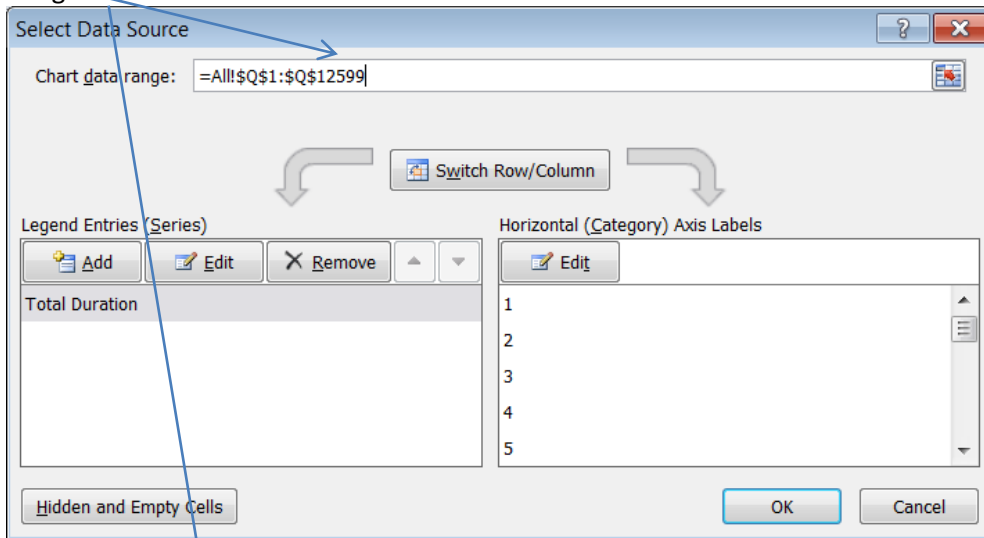 Select Data Source
Chart data range: =All!$Q$1:$Q$12599
Switch Row/Column
Legend Entries (Series)
Horizontal (Category) Axis Labels
Add Edit Remove
Edit
Total Duration
1
2
3
4
5
Hidden and Empty Cells
OK Cancel